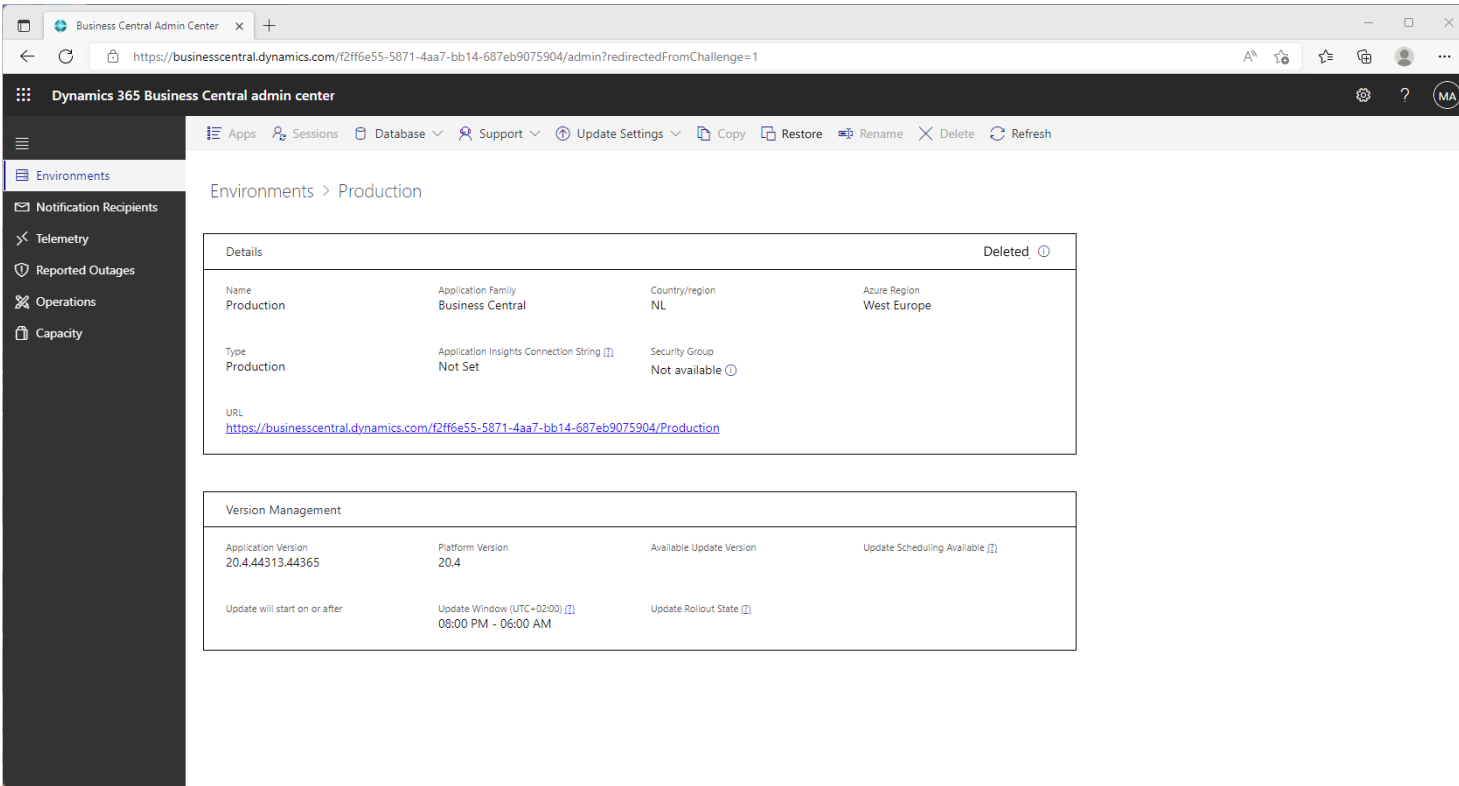 Business Central Admin Center
https://businesscentral.dynamics.com/f2ff6e55-5871-4aa7-bb14-687eb9075904/admin?redirectedFromChallenge=1
Dynamics 365 Business Central admin center
? MA
Apps Sessions Database Support Update Settings Copy Restore Rename Delete Refresh
Environments
Notification Recipients
Telemetry
Reported Outages
Operations
Capacity
Environments > Production
Details Deleted
Name Application Family Country/region Azure Region
Production Business Central NL West Europe
Type Application Insights Connection String (?) Security Group
Production Not Set Not available
URL
https://businesscentral.dynamics.com/f2ff6e55-5871-4aa7-bb14-687eb9075904/Production
Version Management
Application Version Platform Version Available Update Version Update Scheduling Available (?)
20.4.44313.44365 20.4
Update will start on or after Update Window (UTC+02:00) (?) Update Rollout State (?)
08:00 PM - 06:00 AM